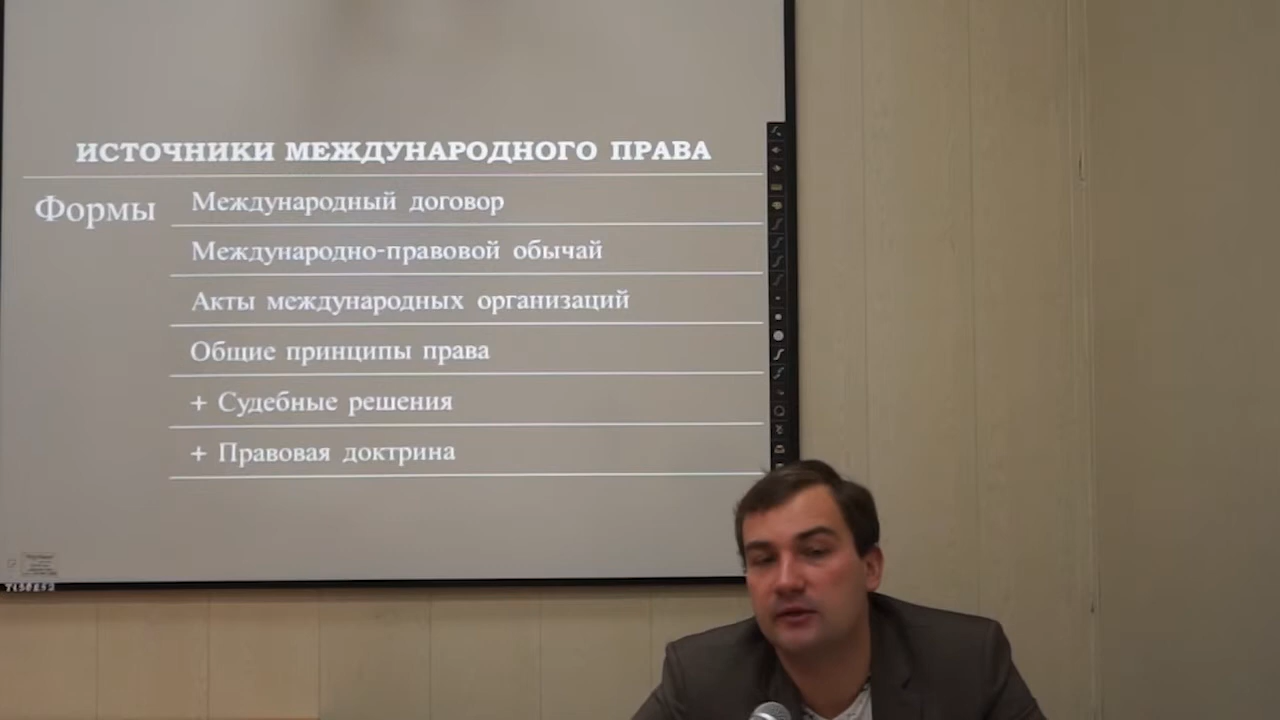 ИСТОЧНИКИ МЕЖДУНАРОДНОГО ПРАВА
Формы
Международный договор
Международно-правовой обычай
Акты международных организаций
Общие принципы права
+ Судебные решения
+ Правовая доктрина